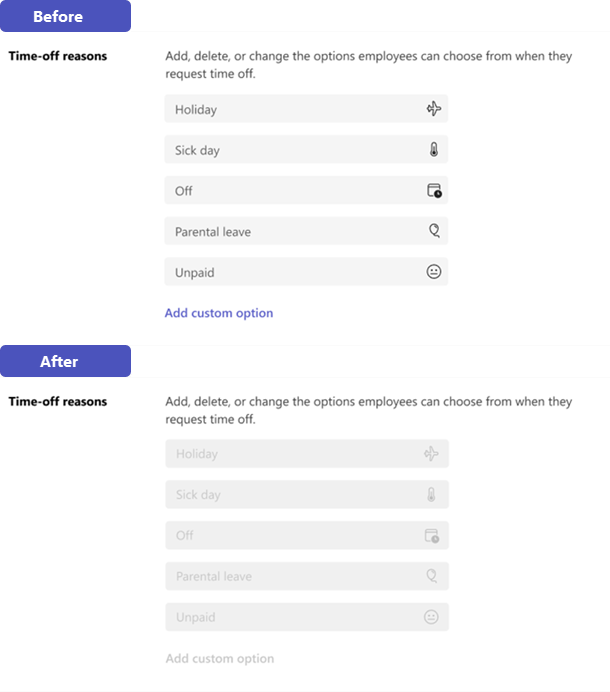 Before
Time-off reasons
Add, delete, or change the options employees can choose from when they
request time off.
Holiday
Sick day
Off
Parental leave
Unpaid
Add custom option
After
Time-off reasons
Add, delete, or change the options employees can choose from when they
request time off.
Holiday
Sick day
Off
Parental leave
Unpaid
Add custom option